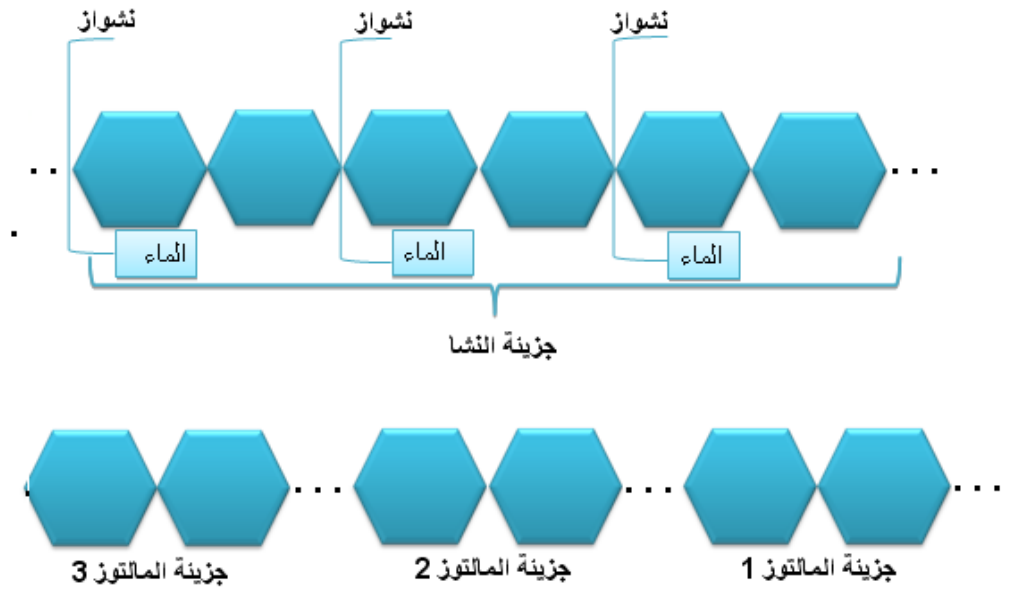 نشواز
نشواز
نشواز
الماء
الماء
الماء
جزيئة النشا
جزيئة المالتوز 1
جزيئة المالتوز 2
جزيئة المالتوز 3